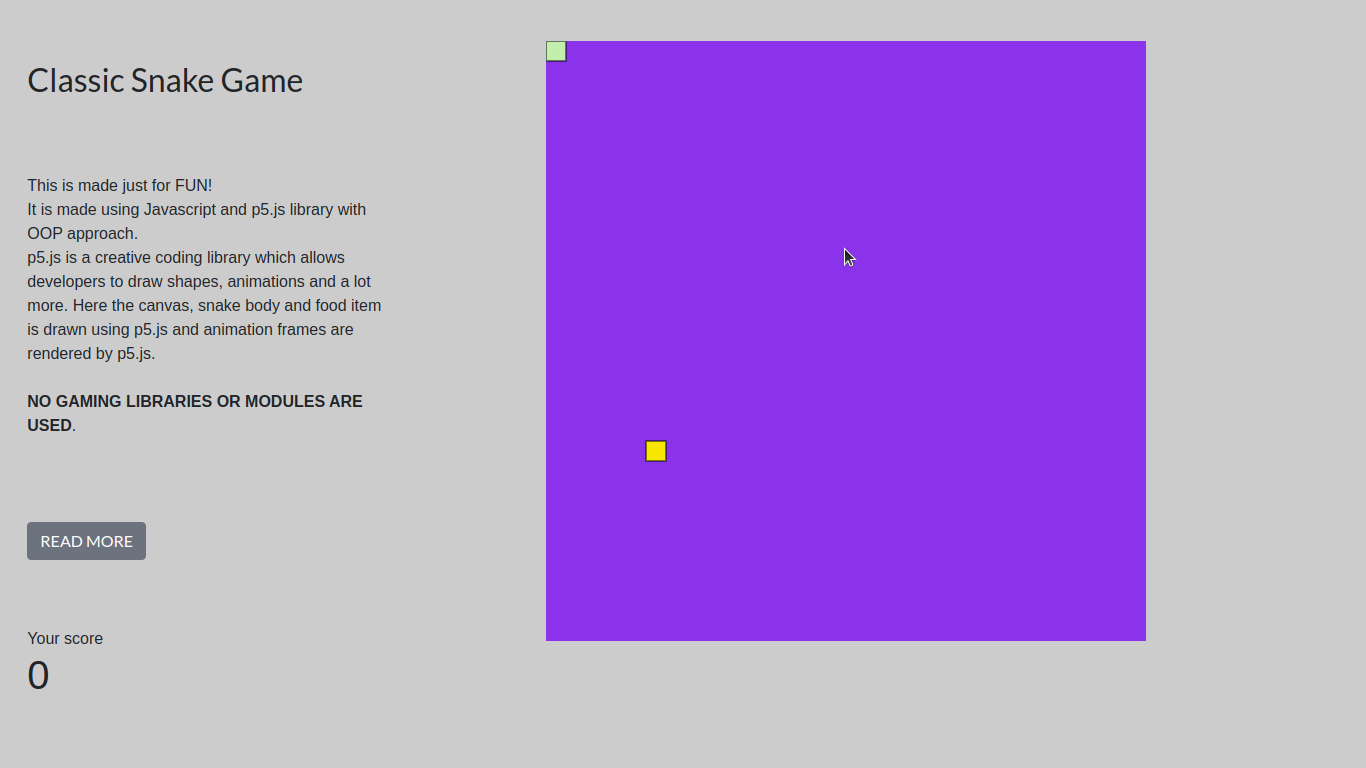 Classic Snake Game
This is made just for FUN!
It is made using Javascript and p5.js library with
OOP approach.
p5.js is a creative coding library which allows
developers to draw shapes, animations and a lot
more. Here the canvas, snake body and food item
is drawn using p5.js and animation frames are
rendered by p5.js.
NO GAMING LIBRARIES OR MODULES ARE
USED.
READ MORE
Your score
0